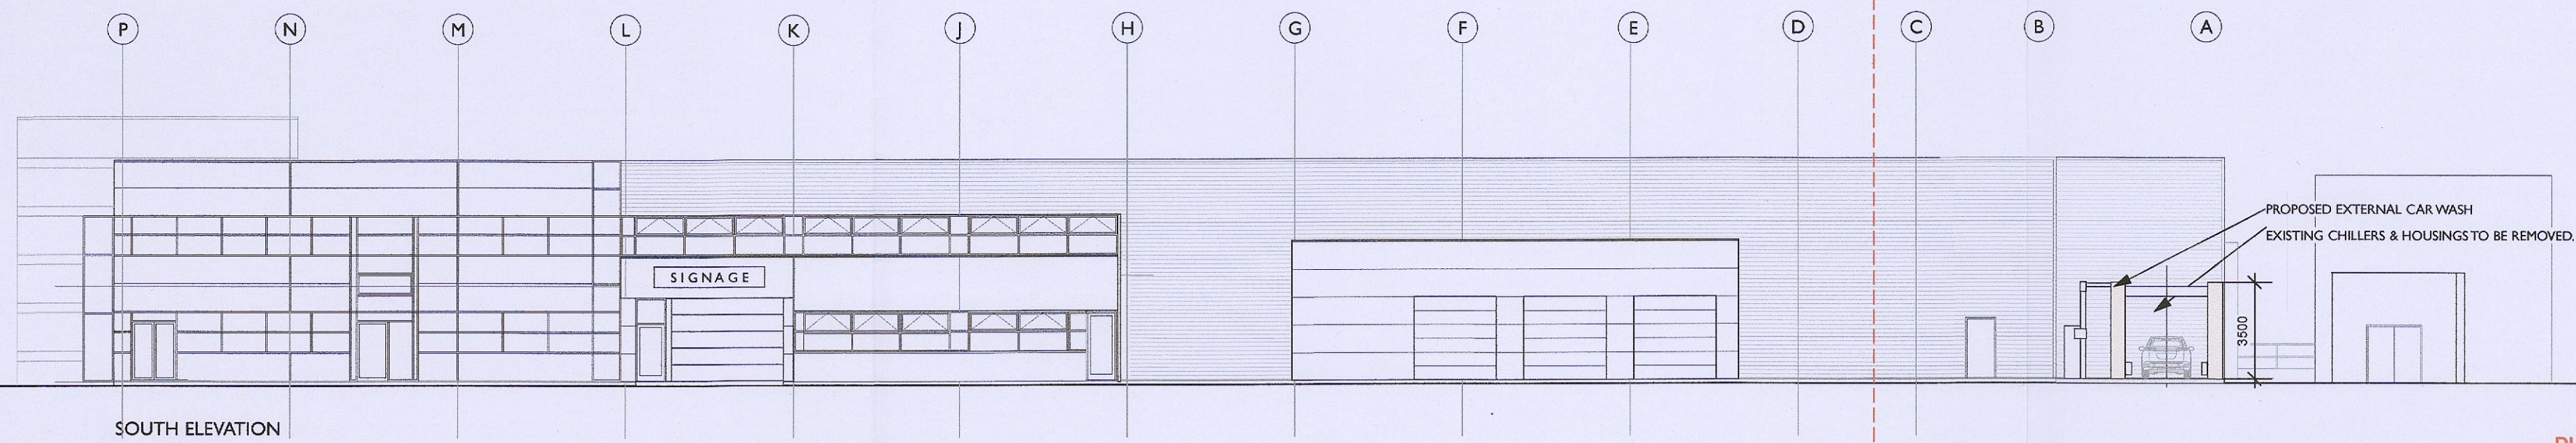 P N M L K J H G F E D C B A
PROPOSED EXTERNAL CAR WASH
EXISTING CHILLERS & HOUSINGS TO BE REMOVED.
SIGNAGE
3500
SOUTH ELEVATION